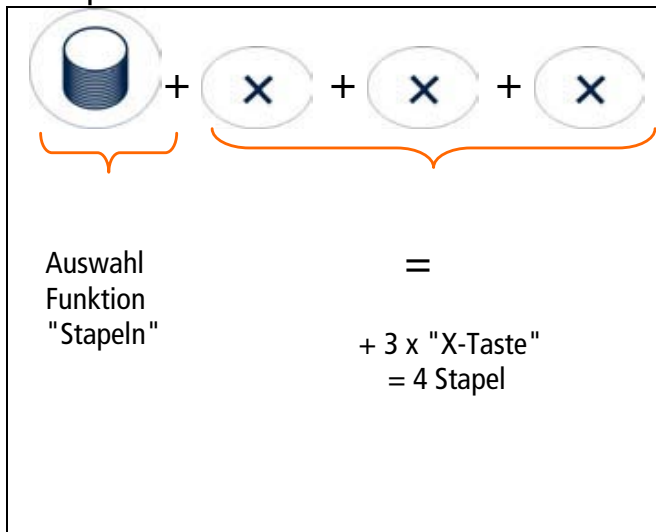 + × + × + ×
Auswahl
Funktion
"Stapeln"
=
+ 3 x "X-Taste"
= 4 Stapel